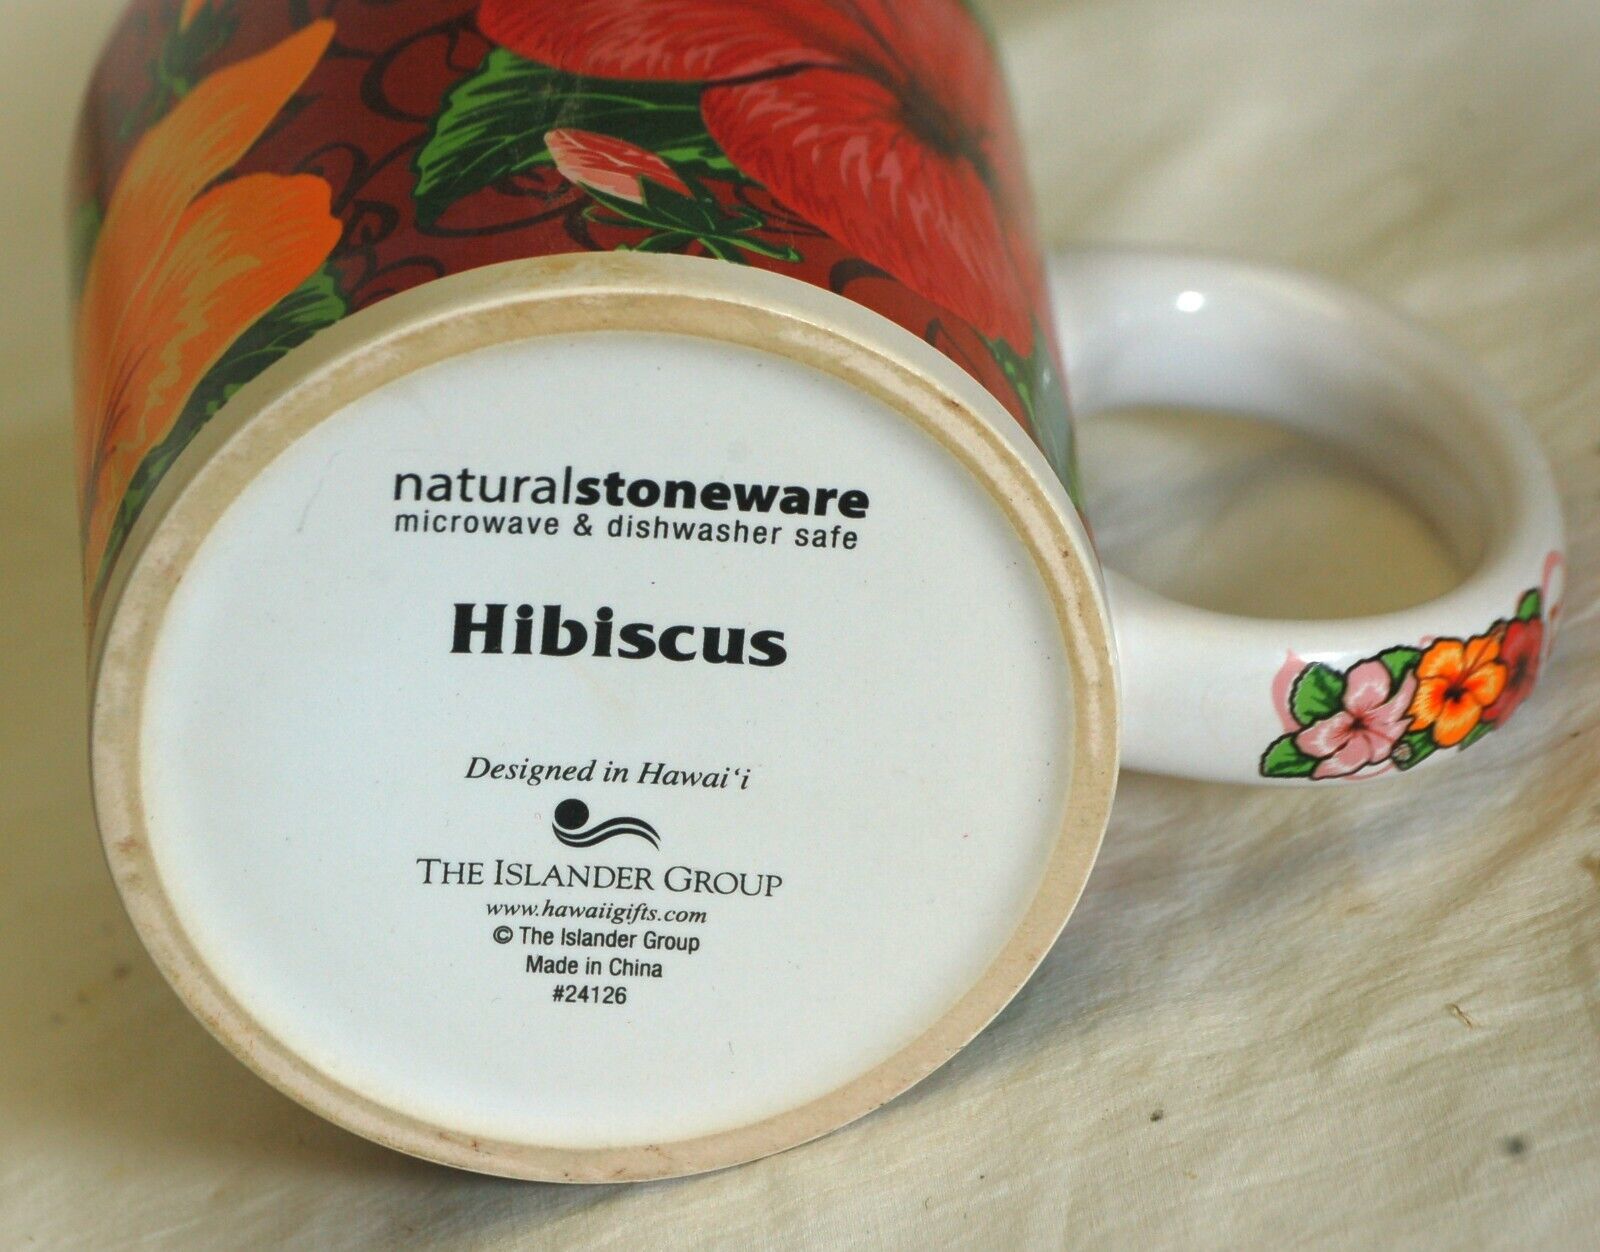 naturalstoneware
microwave & dishwasher safe
Hibiscus
Designed in Hawai‘i
THE ISLANDER GROUP
www.hawaiigifts.com
© The Islander Group
Made in China
#24126